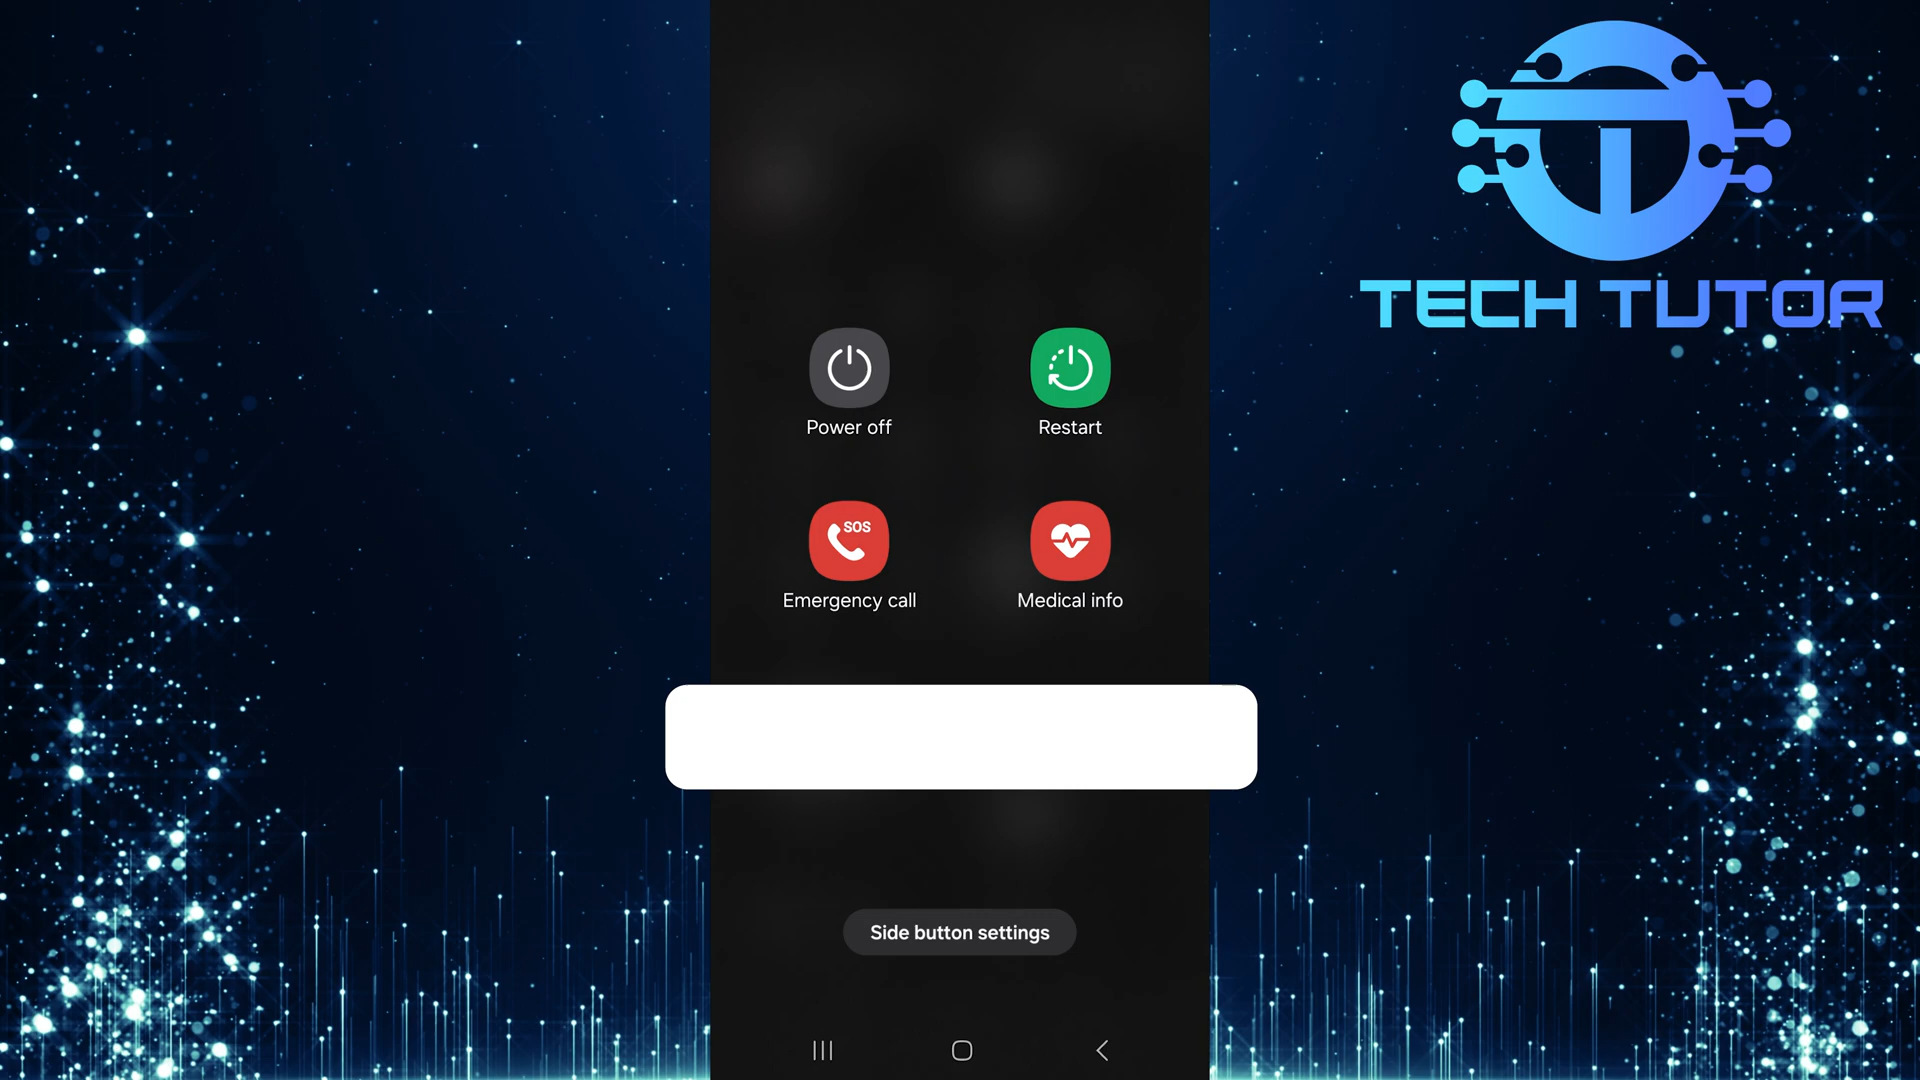 TECH TUTOR
Power off
Restart
SOS
Emergency call
Medical info
Side button settings